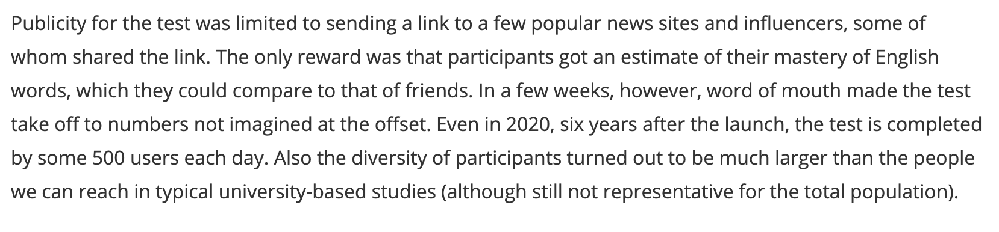 Publicity for the test was limited to sending a link to a few popular news sites and influencers, some of
whom shared the link. The only reward was that participants got an estimate of their mastery of English
words, which they could compare to that of friends. In a few weeks, however, word of mouth made the test
take off to numbers not imagined at the offset. Even in 2020, six years after the launch, the test is completed
by some 500 users each day. Also the diversity of participants turned out to be much larger than the people
we can reach in typical university-based studies (although still not representative for the total population).